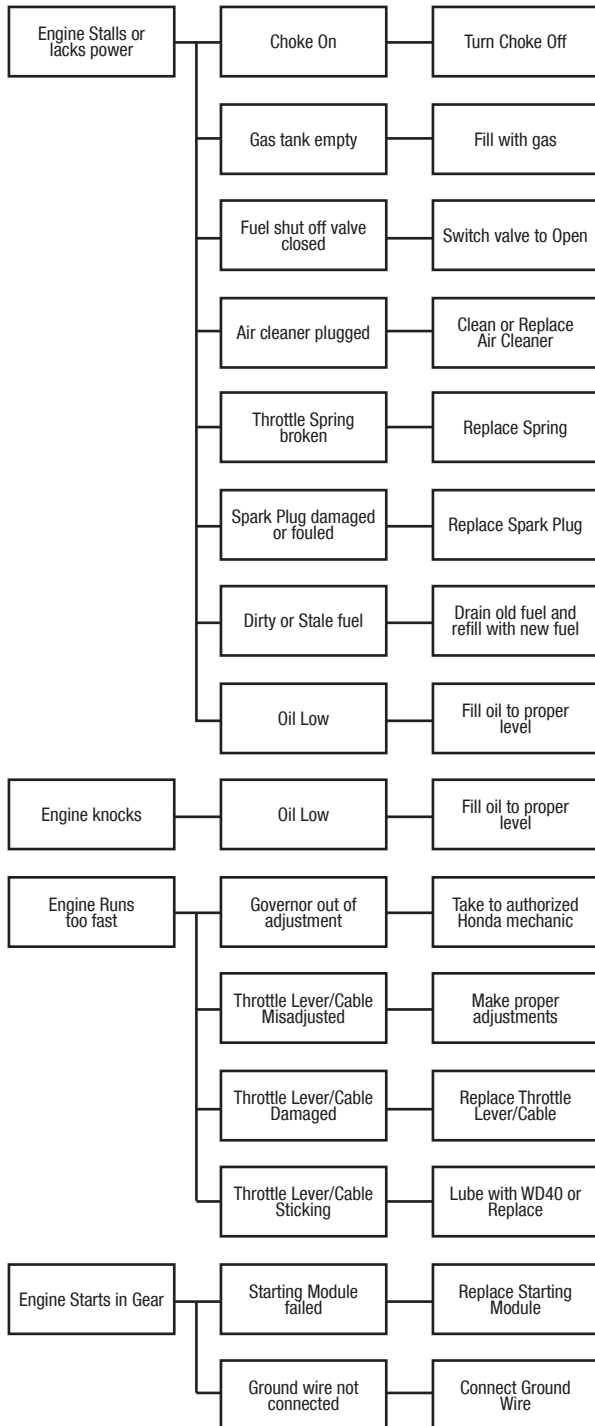 Engine Stalls or
lacks power
Choke On
Turn Choke Off
Gas tank empty
Fill with gas
Fuel shut off valve
closed
Switch valve to Open
Air cleaner plugged
Clean or Replace
Air Cleaner
Throttle Spring
broken
Replace Spring
Spark Plug damaged
or fouled
Replace Spark Plug
Dirty or Stale fuel
Drain old fuel and
refill with new fuel
Oil Low
Fill oil to proper
level
Engine knocks
Oil Low
Fill oil to proper
level
Engine Runs
too fast
Governor out of
adjustment
Take to authorized
Honda mechanic
Throttle Lever/Cable
Misadjusted
Make proper
adjustments
Throttle Lever/Cable
Damaged
Replace Throttle
Lever/Cable
Throttle Lever/Cable
Sticking
Lube with WD40 or
Replace
Engine Starts in Gear
Starting Module
failed
Replace Starting
Module
Ground wire not
connected
Connect Ground
Wire